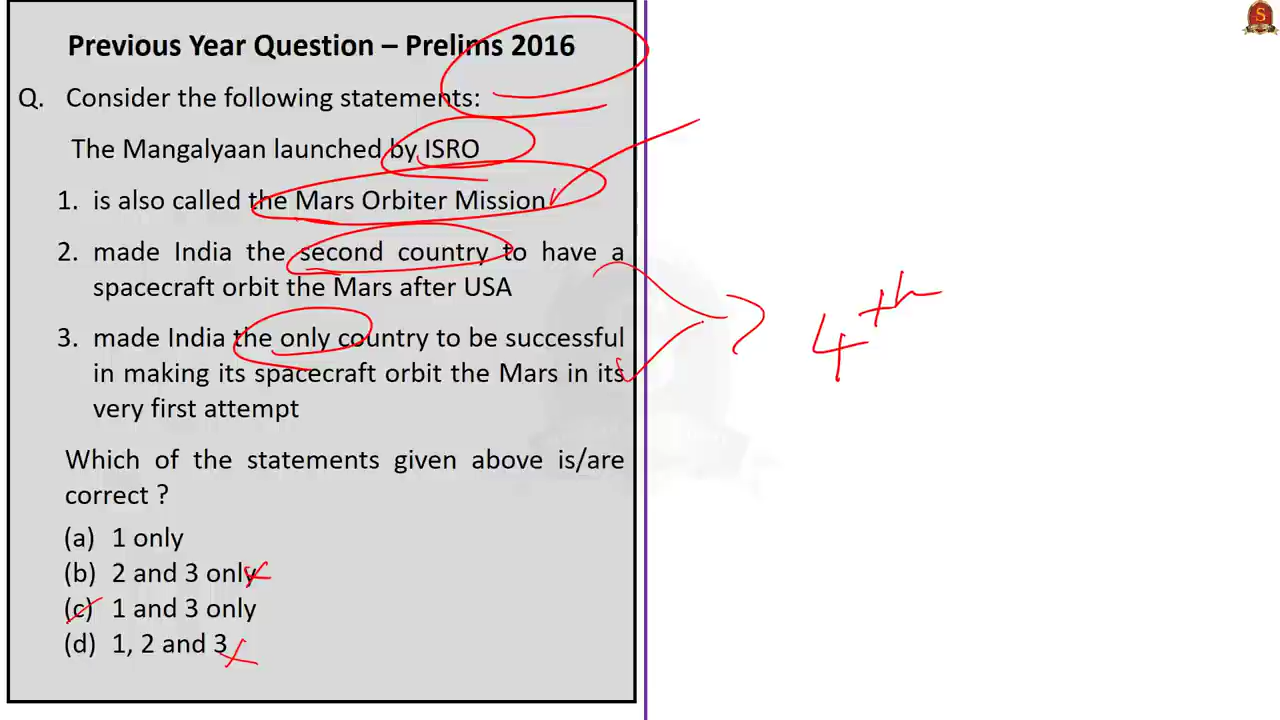 Previous Year Question – Prelims 2016
Q. Consider the following statements:
The Mangalyaan launched by ISRO
1. is also called the Mars Orbiter Mission
2. made India the second country to have a
spacecraft orbit the Mars after USA
3. made India the only country to be successful
in making its spacecraft orbit the Mars in its
very first attempt
Which of the statements given above is/are
correct ?
(a) 1 only
(b) 2 and 3 only
(c) 1 and 3 only
(d) 1, 2 and 3
4th
S